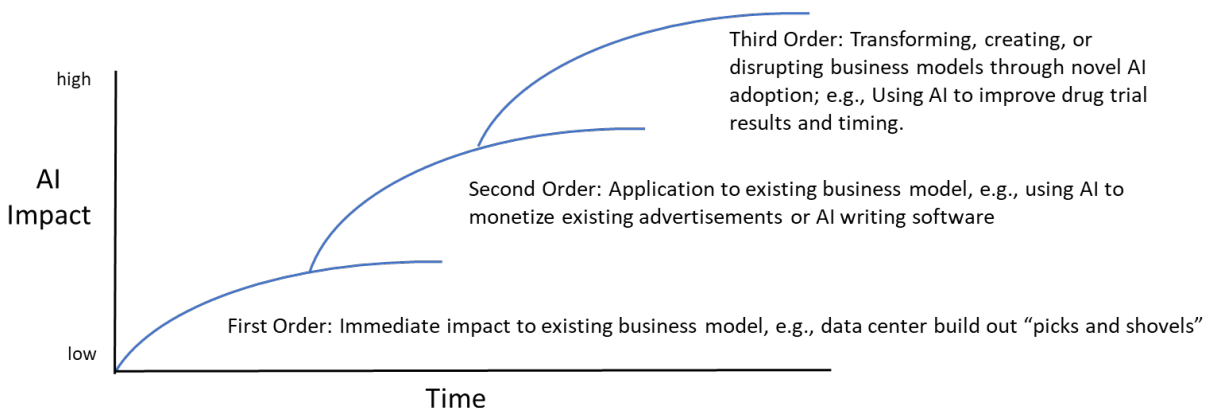 Third Order: Transforming, creating, or
disrupting business models through novel AI
adoption; e.g., Using AI to improve drug trial
results and timing.
high
AI
Impact
Second Order: Application to existing business model, e.g., using AI to
monetize existing advertisements or AI writing software
First Order: Immediate impact to existing business model, e.g., data center build out “picks and shovels”
low
Time